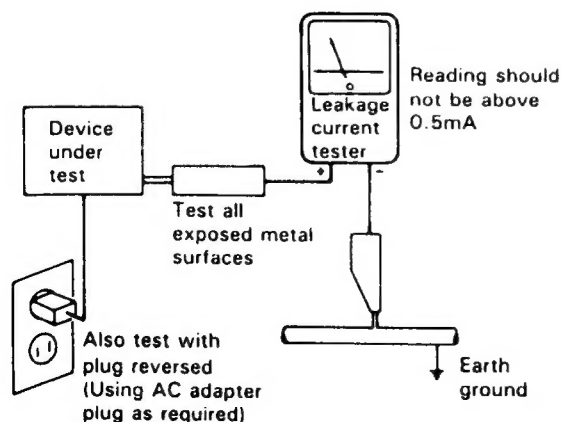 Reading should
not be above
0.5mA
Leakage
current
tester
+
-
Device
under
test
Test all
exposed metal
surfaces
Also test with
plug reversed
(Using AC adapter
plug as required)
Earth
ground